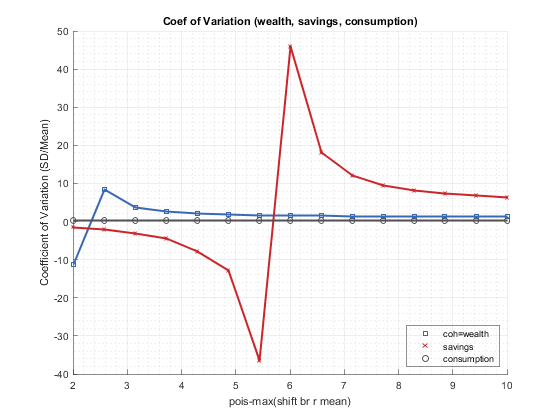 Coef of Variation (wealth, savings, consumption)
50
40
30
20
10
0
-10
-20
-30
-40
Coefficient of Variation (SD/Mean)
2 3 4 5 6 7 8 9 10
pois-max(shift br r mean)
coh=wealth
savings
consumption